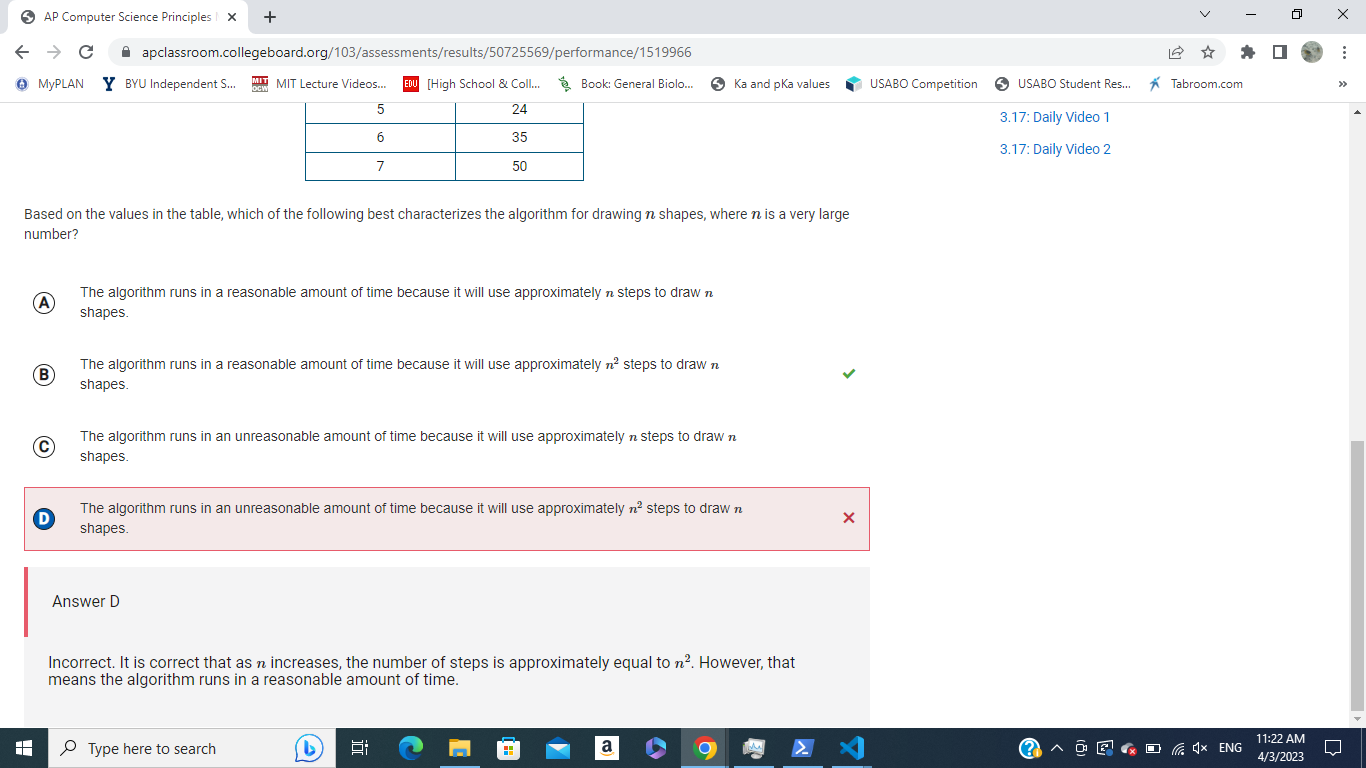 AP Computer Science Principles
apclassroom.collegeboard.org/103/assessments/results/50725569/performance/1519966
MyPLAN BYU Independent S... MIT Lecture Videos... [High School & Coll... Book: General Biolo... Ka and pKa values USABO Competition USABO Student Res... Tabroom.com »
5 24
6 35
7 50
3.17: Daily Video 1
3.17: Daily Video 2
Based on the values in the table, which of the following best characterizes the algorithm for drawing n shapes, where n is a very large
number?
A The algorithm runs in a reasonable amount of time because it will use approximately n steps to draw n
shapes.
B The algorithm runs in a reasonable amount of time because it will use approximately n² steps to draw n
shapes.
C The algorithm runs in an unreasonable amount of time because it will use approximately n steps to draw n
shapes.
D The algorithm runs in an unreasonable amount of time because it will use approximately n² steps to draw n
shapes.
Answer D
Incorrect. It is correct that as n increases, the number of steps is approximately equal to n². However, that
means the algorithm runs in a reasonable amount of time.
Type here to search
ENG
11:22 AM
4/3/2023